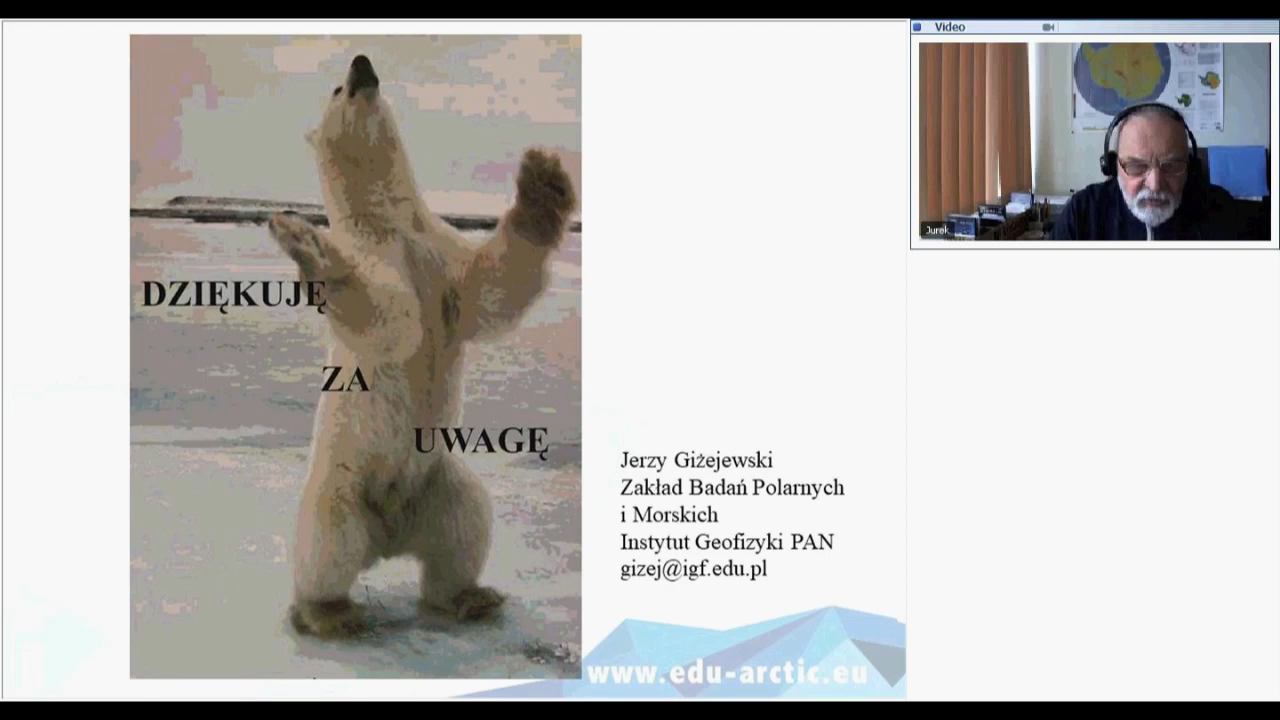 DZIĘKUJĘ
ZA
UWAGĘ
Jerzy Giżejewski
Zakład Badań Polarnych
i Morskich
Instytut Geofizyki PAN
gizej@igf.edu.pl
www.edu-arctic.eu
Video
Jurek